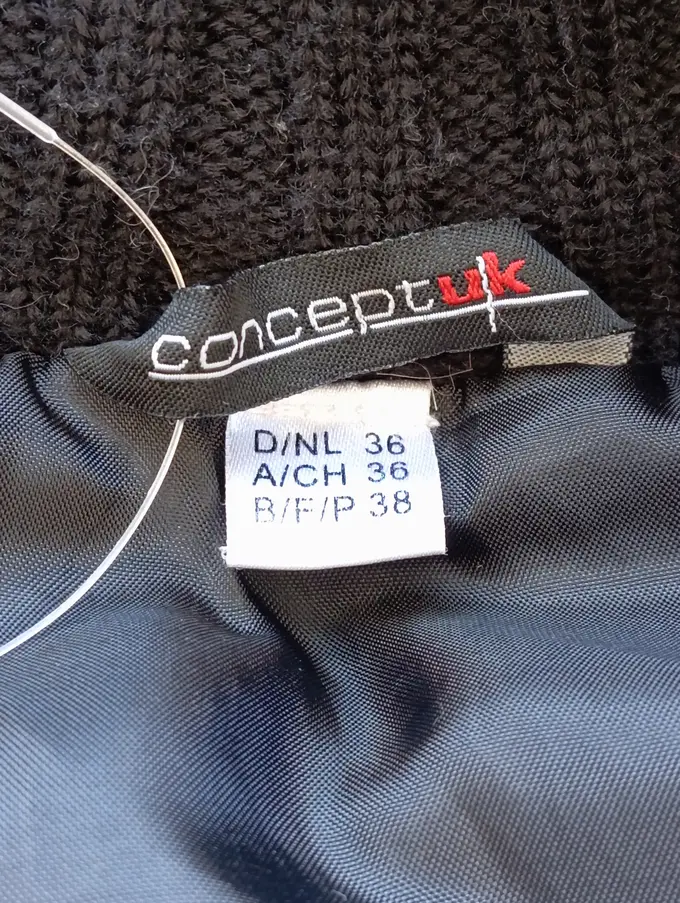 conceptuk
D/NL 36
A/CH 36
B/F/P 38